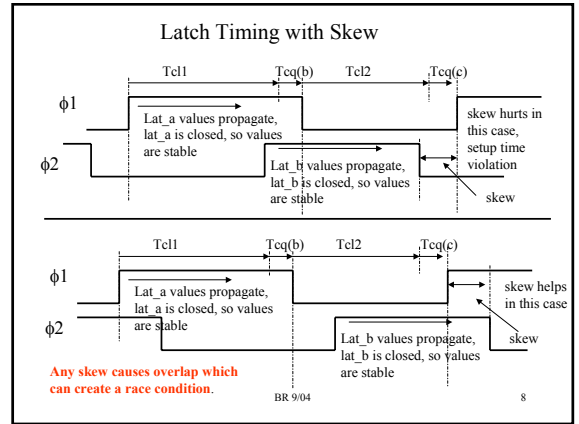 Latch Timing with Skew
Tcl1 Tcq(b) Tcl2 Tcq(c)
ϕ1
Lat_a values propagate,
lat_a is closed, so values
are stable
skew hurts in
this case,
setup time
violation
ϕ2
Lat_b values propagate,
lat_b is closed, so values
are stable
skew
Tcl1 Tcq(b) Tcl2 Tcq(c)
ϕ1
Lat_a values propagate,
lat_a is closed, so values
are stable
skew helps
in this case
ϕ2
Lat_b values propagate,
lat_b is closed, so values
are stable
skew
Any skew causes overlap which
can create a race condition.
BR 9/04
8